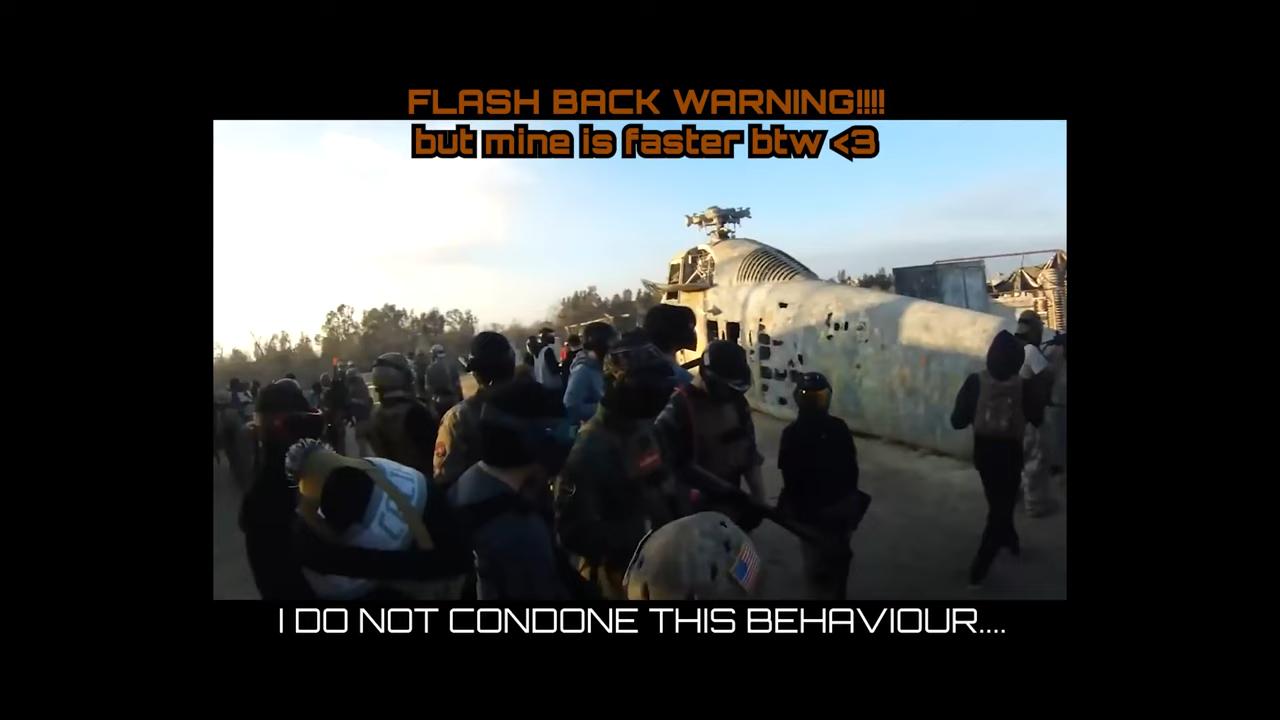 FLASH BACK WARNING!!!!
but mine is faster btw <3
I DO NOT CONDONE THIS BEHAVIOUR....